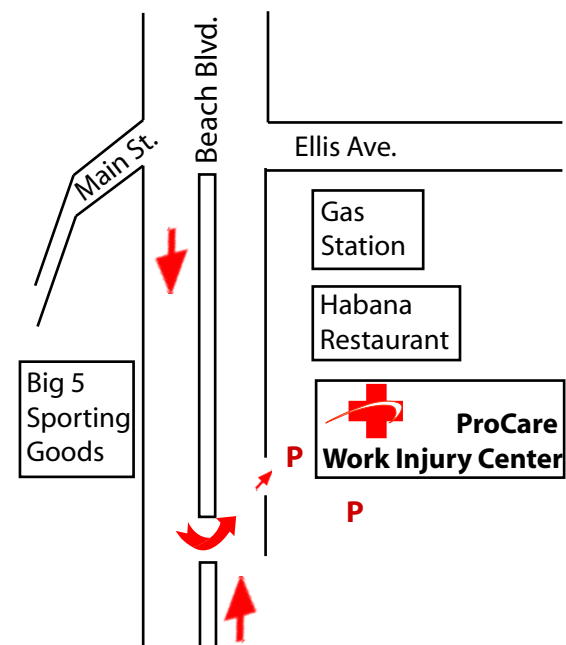 Beach Blvd.
Main St.
Ellis Ave.
Gas
Station
Habana
Restaurant
Big 5
Sporting
Goods
ProCare
Work Injury Center
P
P